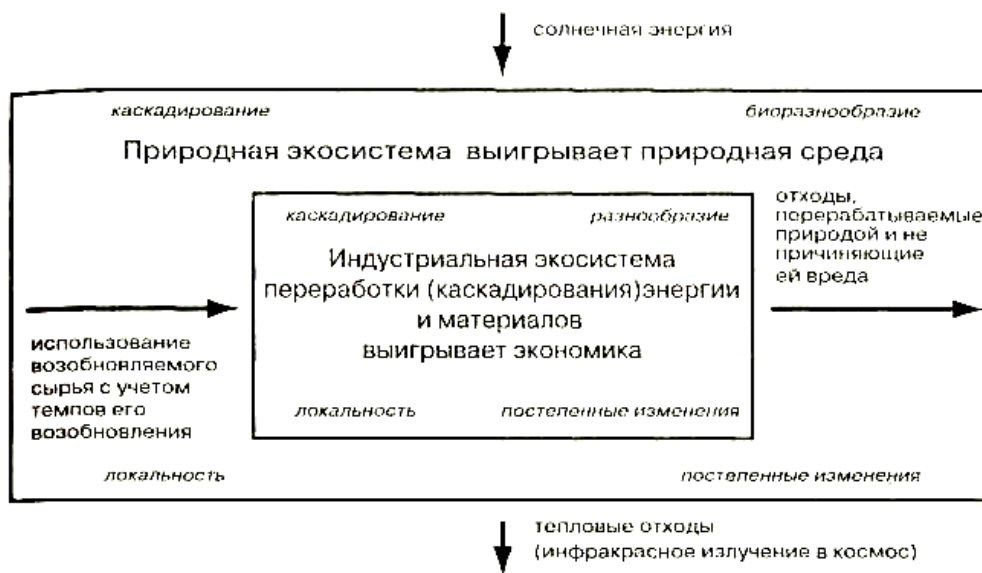 солнечная энергия
каскадирование
биоразнообразие
Природная экосистема выигрывает природная среда
каскадирование
разнообразие
Индустриальная экосистема
переработки (каскадирования)энергии
и материалов
выигрывает экономика
локальность
постепенные изменения
отходы,
перерабатываемые
природой и не
причиняющие
ей вреда
использование
возобновляемого
сырья с учетом
темпов его
возобновления
локальность
постепенные изменения
тепловые отходы
(инфракрасное излучение в космос)